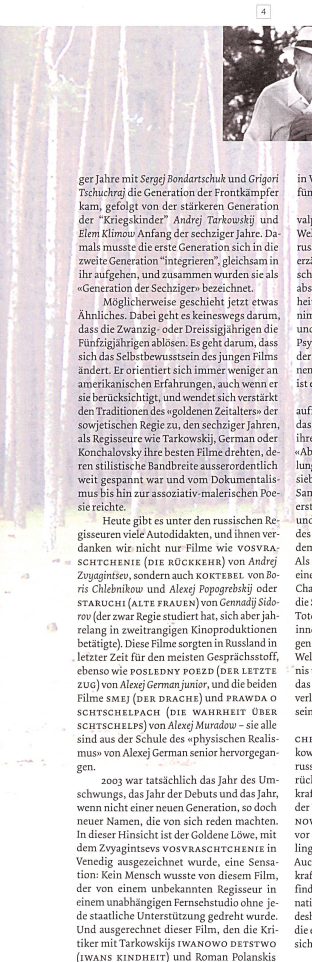 4
ger Jahre mit Sergej Bondartschuk und Grigori
Tschuchraj die Generation der Frontkämpfer
kam, gefolgt von der stärkeren Generation
der "Kriegskinder" Andrej Tarkowskij und
Elem Klimow Anfang der sechziger Jahre. Da-
mals musste die erste Generation sich in die
zweite Generation "integrieren", gleichsam in
ihr aufgehen, und zusammen wurden sie als
«Generation der Sechziger» bezeichnet.
Möglicherweise geschieht jetzt etwas
Ähnliches. Dabei geht es keineswegs darum,
dass die Zwanzig- oder Dreissigjährigen die
Fünfzigjährigen ablösen. Es geht darum, dass
sich das Selbstbewusstsein des jungen Films
ändert. Er orientiert sich immer weniger an
amerikanischen Erfahrungen, auch wenn er
sie berücksichtigt, und wendet sich verstärkt
den Traditionen des «goldenen Zeitalters» der
sowjetischen Regie zu, den sechziger Jahren,
als Regisseure wie Tarkowskij, German oder
Konchalovsky ihre besten Filme drehten, de-
ren stilistische Bandbreite ausserordentlich
weit gespannt war und vom Dokumentalis-
mus bis hin zur assoziativ-malerischen Poe-
sie reichte.
Heute gibt es unter den russischen Re-
gisseuren viele Autodidakten, und ihnen ver-
danken wir nicht nur Filme wie VOSVRA-
SCHTCHENIE (DIE RÜCKKEHR) von Andrej
Zvyagintsev, sondern auch KOKTEBEL von Bo-
ris Chlebnikow und Alexej Popogrebskij oder
STARUCHI (ALTE FRAUEN) von Gennadij Sido-
rov (der zwar Regie studiert hat, sich aber jah-
relang in zweitrangigen Kinoproduktionen
betätigte). Diese Filme sorgten in Russland in
letzter Zeit für den meisten Gesprächsstoff,
ebenso wie POSLEDNY POEZD (DER LETZTE
ZUG) von Alexej German junior, und die beiden
Filme SMEJ (DER DRACHE) und PRAWDA O
SCHTSCHELPACH (DIE WAHRHEIT ÜBER
SCHTSCHELPS) von Alexej Muradow – sie alle
sind aus der Schule des «physischen Realis-
mus» von Alexej German senior hervorgegan-
gen.
2003 war tatsächlich das Jahr des Um-
schwungs, das Jahr der Debuts und das Jahr,
wenn nicht einer neuen Generation, so doch
neuer Namen, die von sich reden machten.
In dieser Hinsicht ist der Goldene Löwe, mit
dem Zvyagintsevs VOSVRASCHTCHENIE in
Venedig ausgezeichnet wurde, eine Sensa-
tion: Kein Mensch wusste von diesem Film,
der von einem unbekannten Regisseur in
einem unabhängigen Fernsehstudio ohne je-
de staatliche Unterstützung gedreht wurde.
Und ausgerechnet dieser Film, den die Kri-
tiker mit Tarkowskijs IWANOWO DETSTWO
(IWANS KINDHEIT) und Roman Polanskis